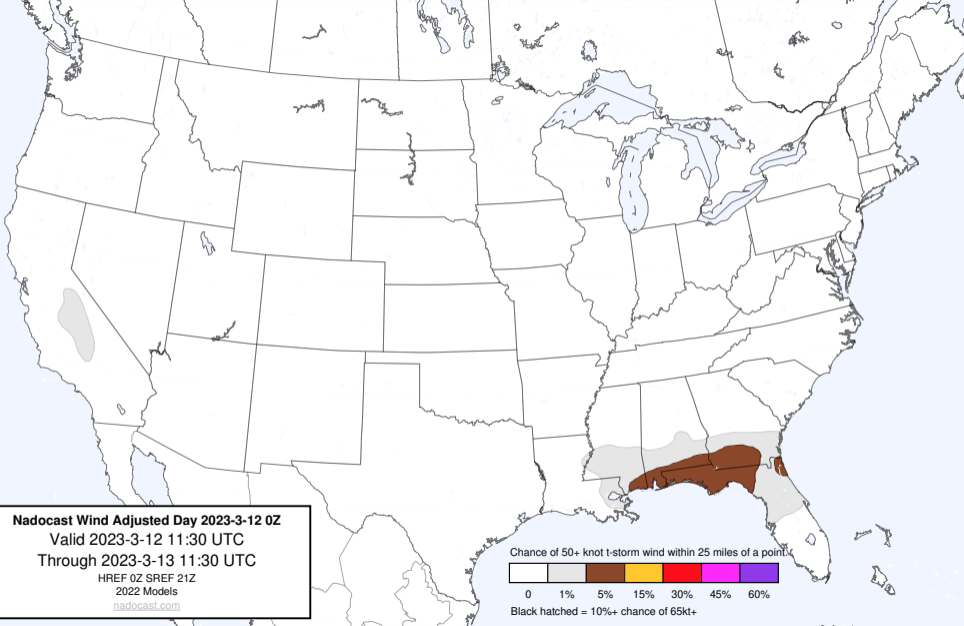 Nadocast Wind Adjusted Day 2023-3-12 0Z
Valid 2023-3-12 11:30 UTC
Through 2023-3-13 11:30 UTC
HREF 0Z SREF 21Z
2022 Models
nadocast.com
Chance of 50+ knot t-storm wind within 25 miles of a point.
0 1% 5% 15% 30% 45% 60%
Black hatched = 10%+ chance of 65kt+